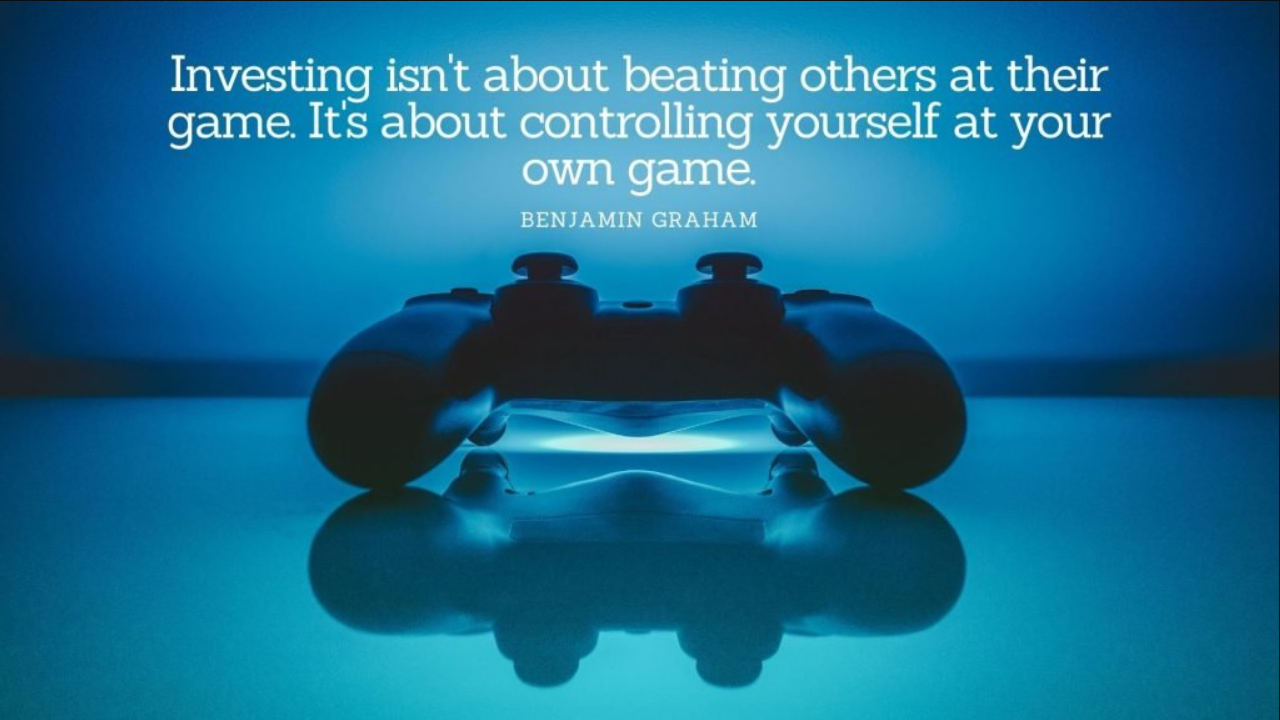 Investing isn't about beating others at their
game. It's about controlling yourself at your
own game.
BENJAMIN GRAHAM